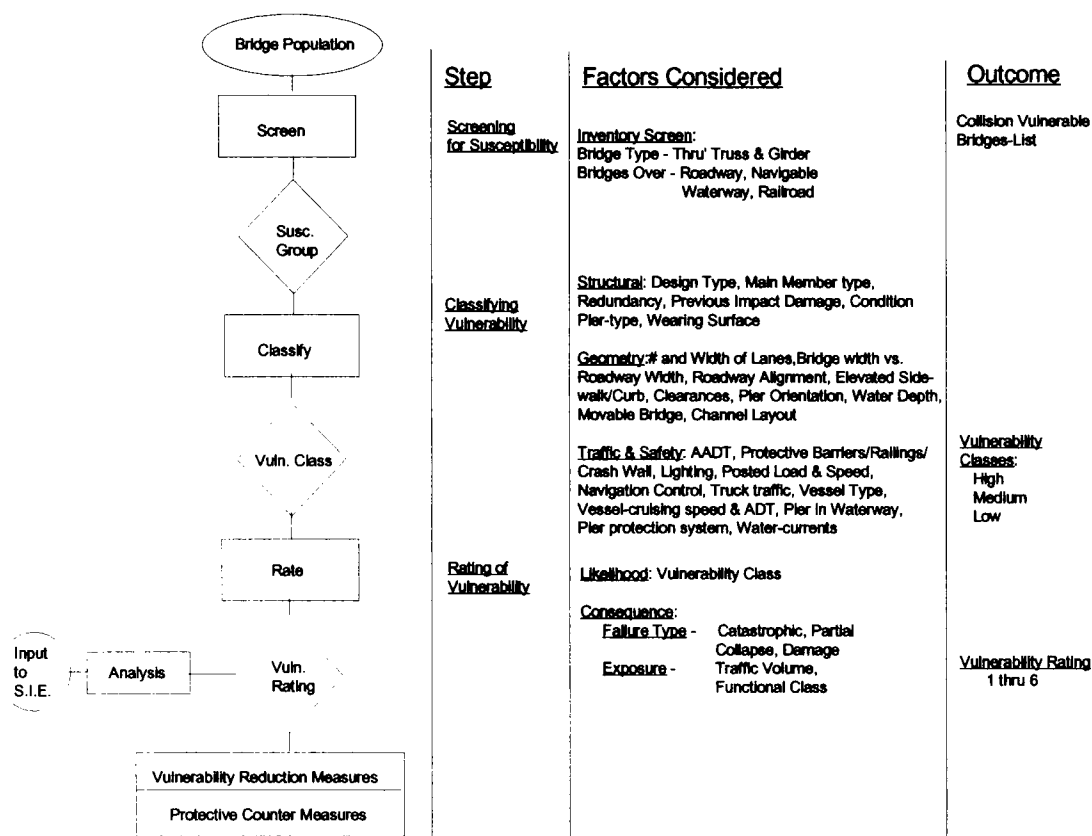 Bridge Population
Screen
Susc.
Group
Classify
Vuln. Class
Rate
Vuln.
Rating
Analysis
Input
to
S.I.E.
Vulnerability Reduction Measures
Protective Counter Measures
Step
Screening
for Susceptibility
Classifying
Vulnerability
Rating of
Vulnerability
Factors Considered
Inventory Screen:
Bridge Type - Thru' Truss & Girder
Bridges Over - Roadway, Navigable
Waterway, Railroad
Structural: Design Type, Main Member type,
Redundancy, Previous Impact Damage, Condition
Pier-type, Wearing Surface
Geometry:# and Width of Lanes,Bridge width vs.
Roadway Width, Roadway Alignment, Elevated Side-
walk/Curb, Clearances, Pier Orientation, Water Depth,
Movable Bridge, Channel Layout
Traffic & Safety: AADT, Protective Barriers/Railings/
Crash Wall, Lighting, Posted Load & Speed,
Navigation Control, Truck traffic, Vessel Type,
Vessel-cruising speed & ADT, Pier In Waterway,
Pier protection system, Water-currents
Likelihood: Vulnerability Class
Consequence:
Failure Type - Catastrophic, Partial
Collapse, Damage
Exposure - Traffic Volume,
Functional Class
Outcome
Collision Vulnerable
Bridges-List
Vulnerability
Classes:
High
Medium
Low
Vulnerability Rating
1 thru 6